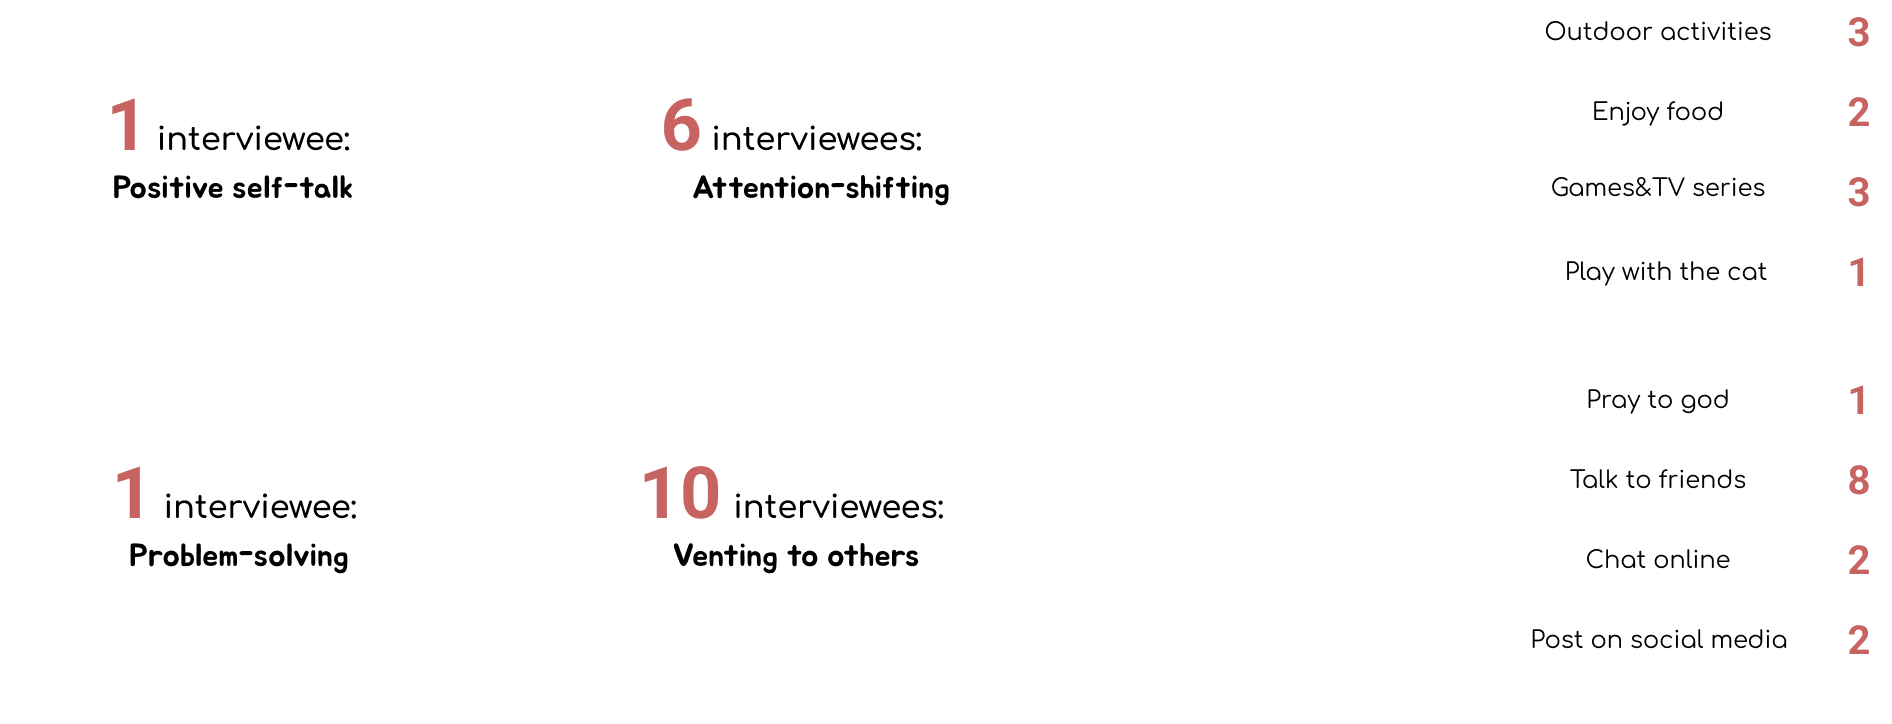 1 interviewee:
Positive self-talk
6 interviewees:
Attention-shifting
Outdoor activities 3
Enjoy food 2
Games&TV series 3
Play with the cat 1
1 interviewee:
Problem-solving
10 interviewees:
Venting to others
Pray to god 1
Talk to friends 8
Chat online 2
Post on social media 2